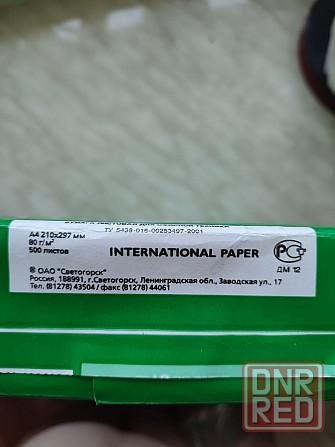 ТУ 5438-016-00253497-2001
А4 210x297 мм
80 г/м²
500 листов
INTERNATIONAL PAPER
ДМ 12
® ОАО "Светогорск"
Россия, 188991, г.Светогорск, Ленинградская обл., Заводская ул., 17
Тел. (81278) 43504 / факс (81278) 44061
DNR
RED